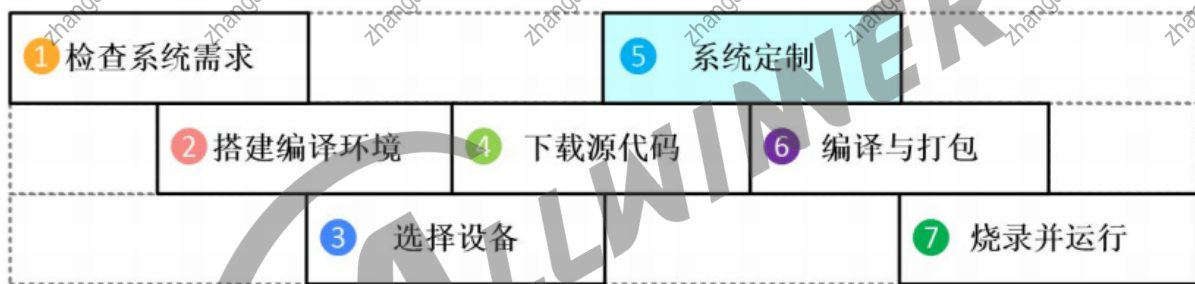 1 检查系统需求
5 系统定制
2 搭建编译环境
4 下载源代码
6 编译与打包
3 选择设备
7 烧录并运行
ALLWINNER